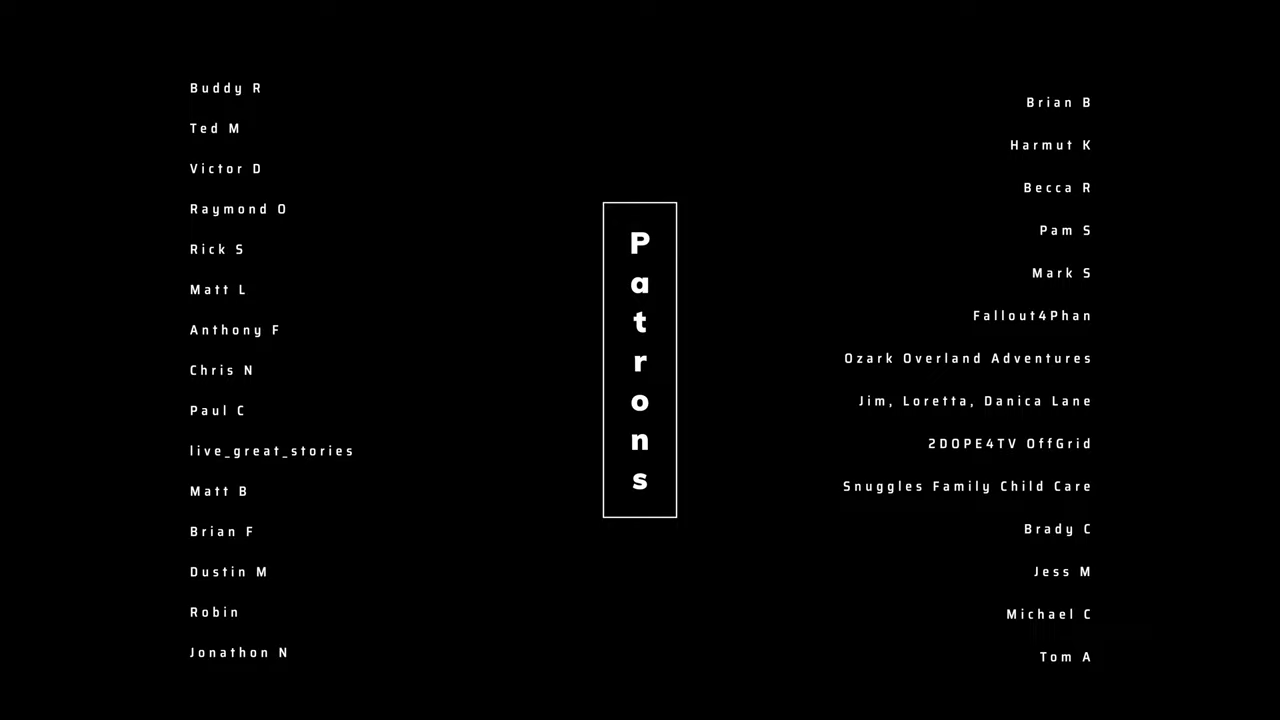 Buddy R
Ted M
Victor D
Raymond O
Rick S
Matt L
Anthony F
Chris N
Paul C
live_great_stories
Matt B
Brian F
Dustin M
Robin
Jonathon N
Patrons
Brian B
Harmut K
Becca R
Pam S
Mark S
Fallout4Phan
Ozark Overland Adventures
Jim, Loretta, Danica Lane
2DOPE4TV OffGrid
Snuggles Family Child Care
Brady C
Jess M
Michael C
Tom A